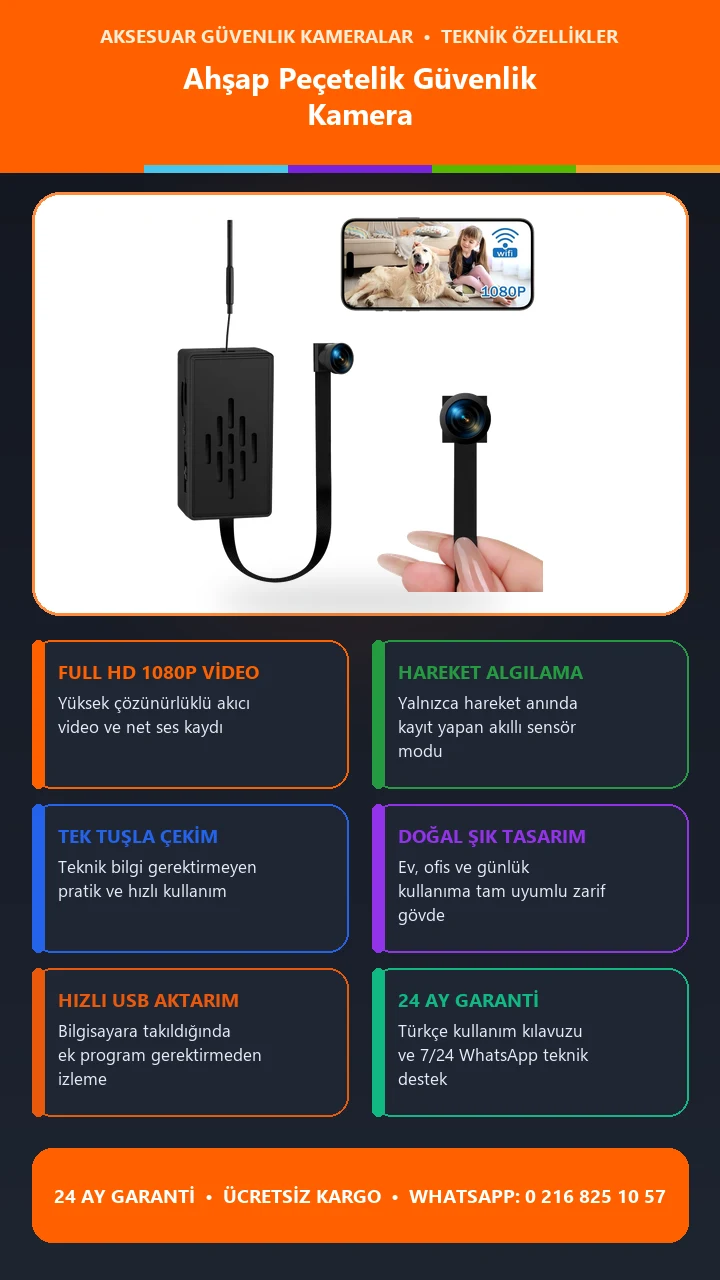 AKSESUAR GÜVENLIK KAMERALAR • TEKNİK ÖZELLİKLER
Ahşap Peçetelik Güvenlik
Kamera
wifi
1080P
FULL HD 1080P VİDEO
Yüksek çözünürlüklü akıcı
video ve net ses kaydı
HAREKET ALGILAMA
Yalnızca hareket anında
kayıt yapan akıllı sensör
modu
TEK TUŞLA ÇEKİM
Teknik bilgi gerektirmeyen
pratik ve hızlı kullanım
DOĞAL ŞIK TASARIM
Ev, ofis ve günlük
kullanıma tam uyumlu zarif
gövde
HIZLI USB AKTARIM
Bilgisayara takıldığında
ek program gerektirmeden
izleme
24 AY GARANTİ
Türkçe kullanım kılavuzu
ve 7/24 WhatsApp teknik
destek
24 AY GARANTİ • ÜCRETSİZ KARGO • WHATSAPP: 0 216 825 10 57